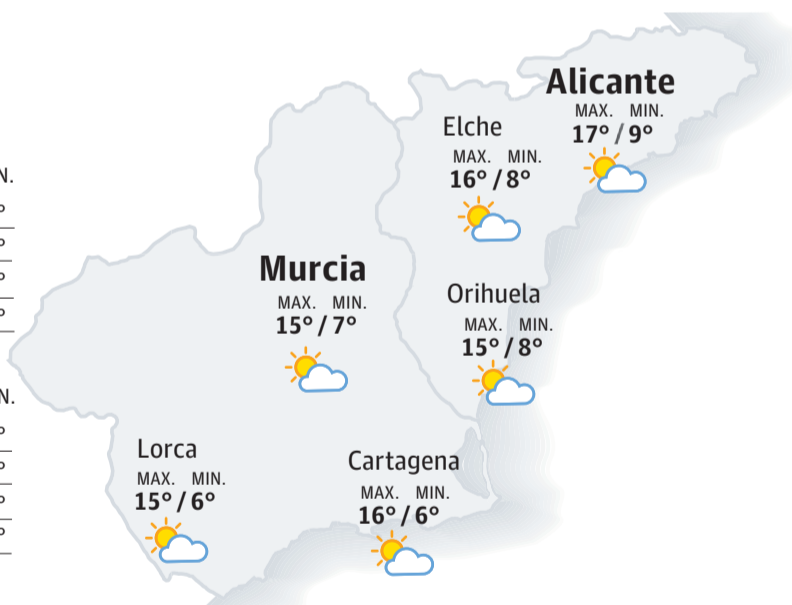 Alicante
MAX. MIN.
17° / 9°
Elche
MAX. MIN.
16° / 8°
Murcia
MAX. MIN.
15° / 7°
Orihuela
MAX. MIN.
15° / 8°
Lorca
MAX. MIN.
15° / 6°
Cartagena
MAX. MIN.
16° / 6°
N.
°
°
°
°
N.
°
°
°
°